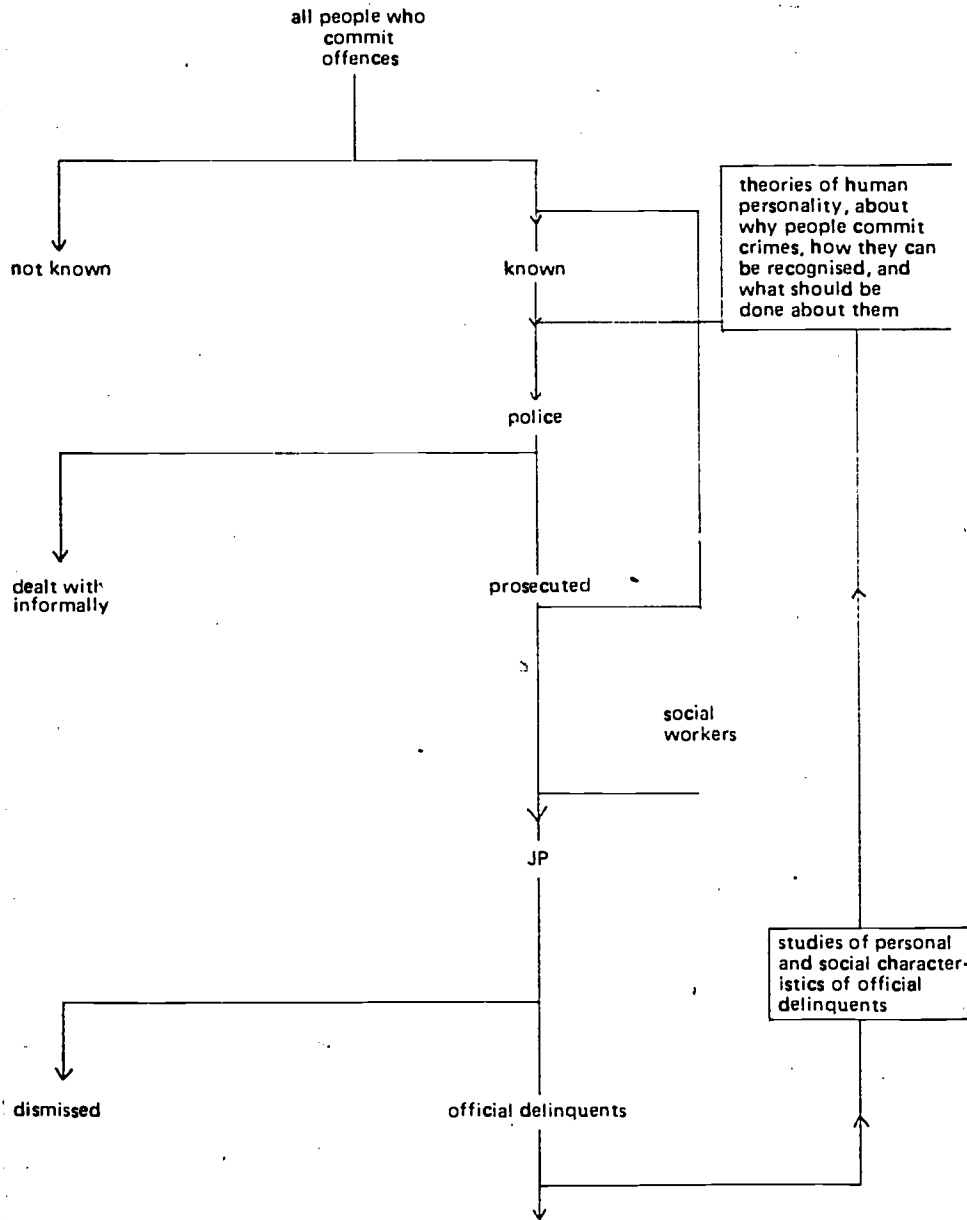 all people who
commit
offences
theories of human
personality, about
why people commit
crimes, how they can
be recognised, and
what should be
done about them
not known
known
police
dealt with
informally
prosecuted
social
workers
JP
studies of personal
and social character-
istics of official
delinquents
dismissed
official delinquents